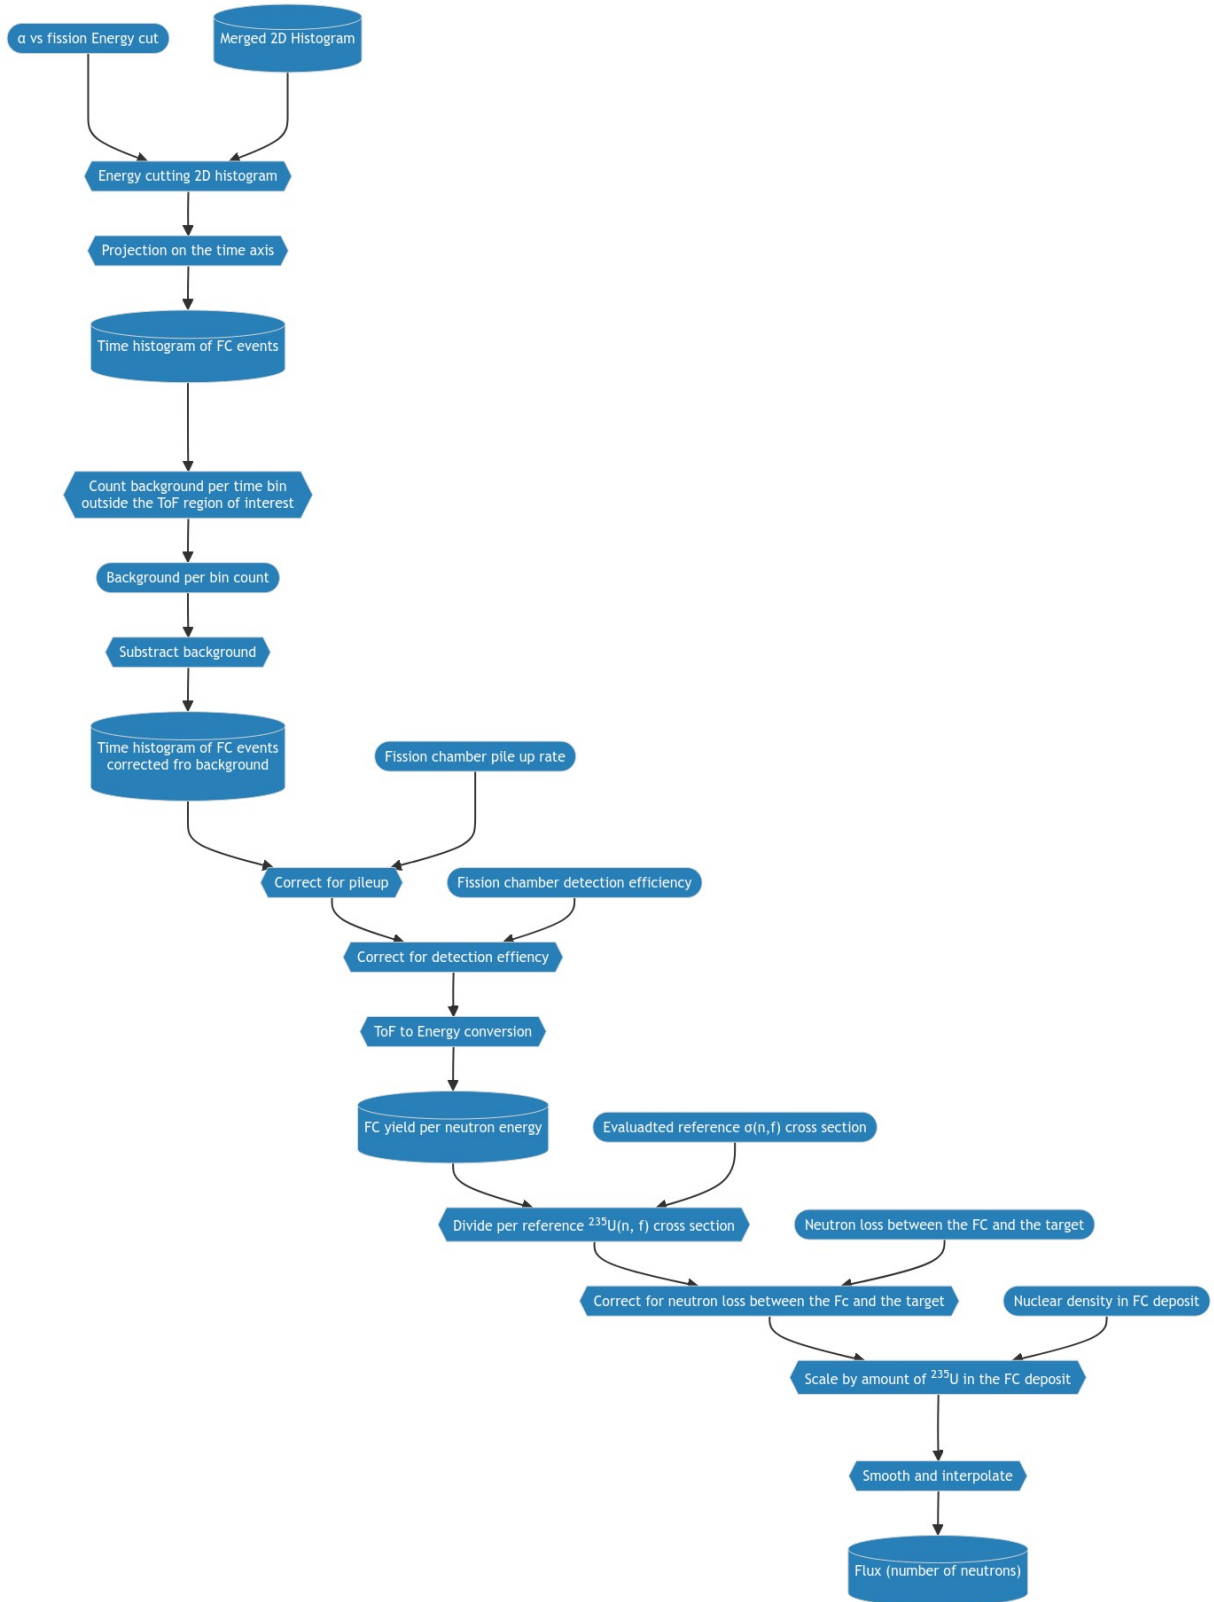 α vs fission Energy cut
Merged 2D Histogram
Energy cutting 2D histogram
Projection on the time axis
Time histogram of FC events
Count background per time bin
outside the ToF region of interest
Background per bin count
Substract background
Time histogram of FC events
corrected fro background
Fission chamber pile up rate
Correct for pileup
Fission chamber detection efficiency
Correct for detection effiency
ToF to Energy conversion
FC yield per neutron energy
Evaluadted reference σ(n,f) cross section
Divide per reference ²³⁵U(n, f) cross section
Neutron loss between the FC and the target
Correct for neutron loss between the Fc and the target
Nuclear density in FC deposit
Scale by amount of ²³⁵U in the FC deposit
Smooth and interpolate
Flux (number of neutrons)